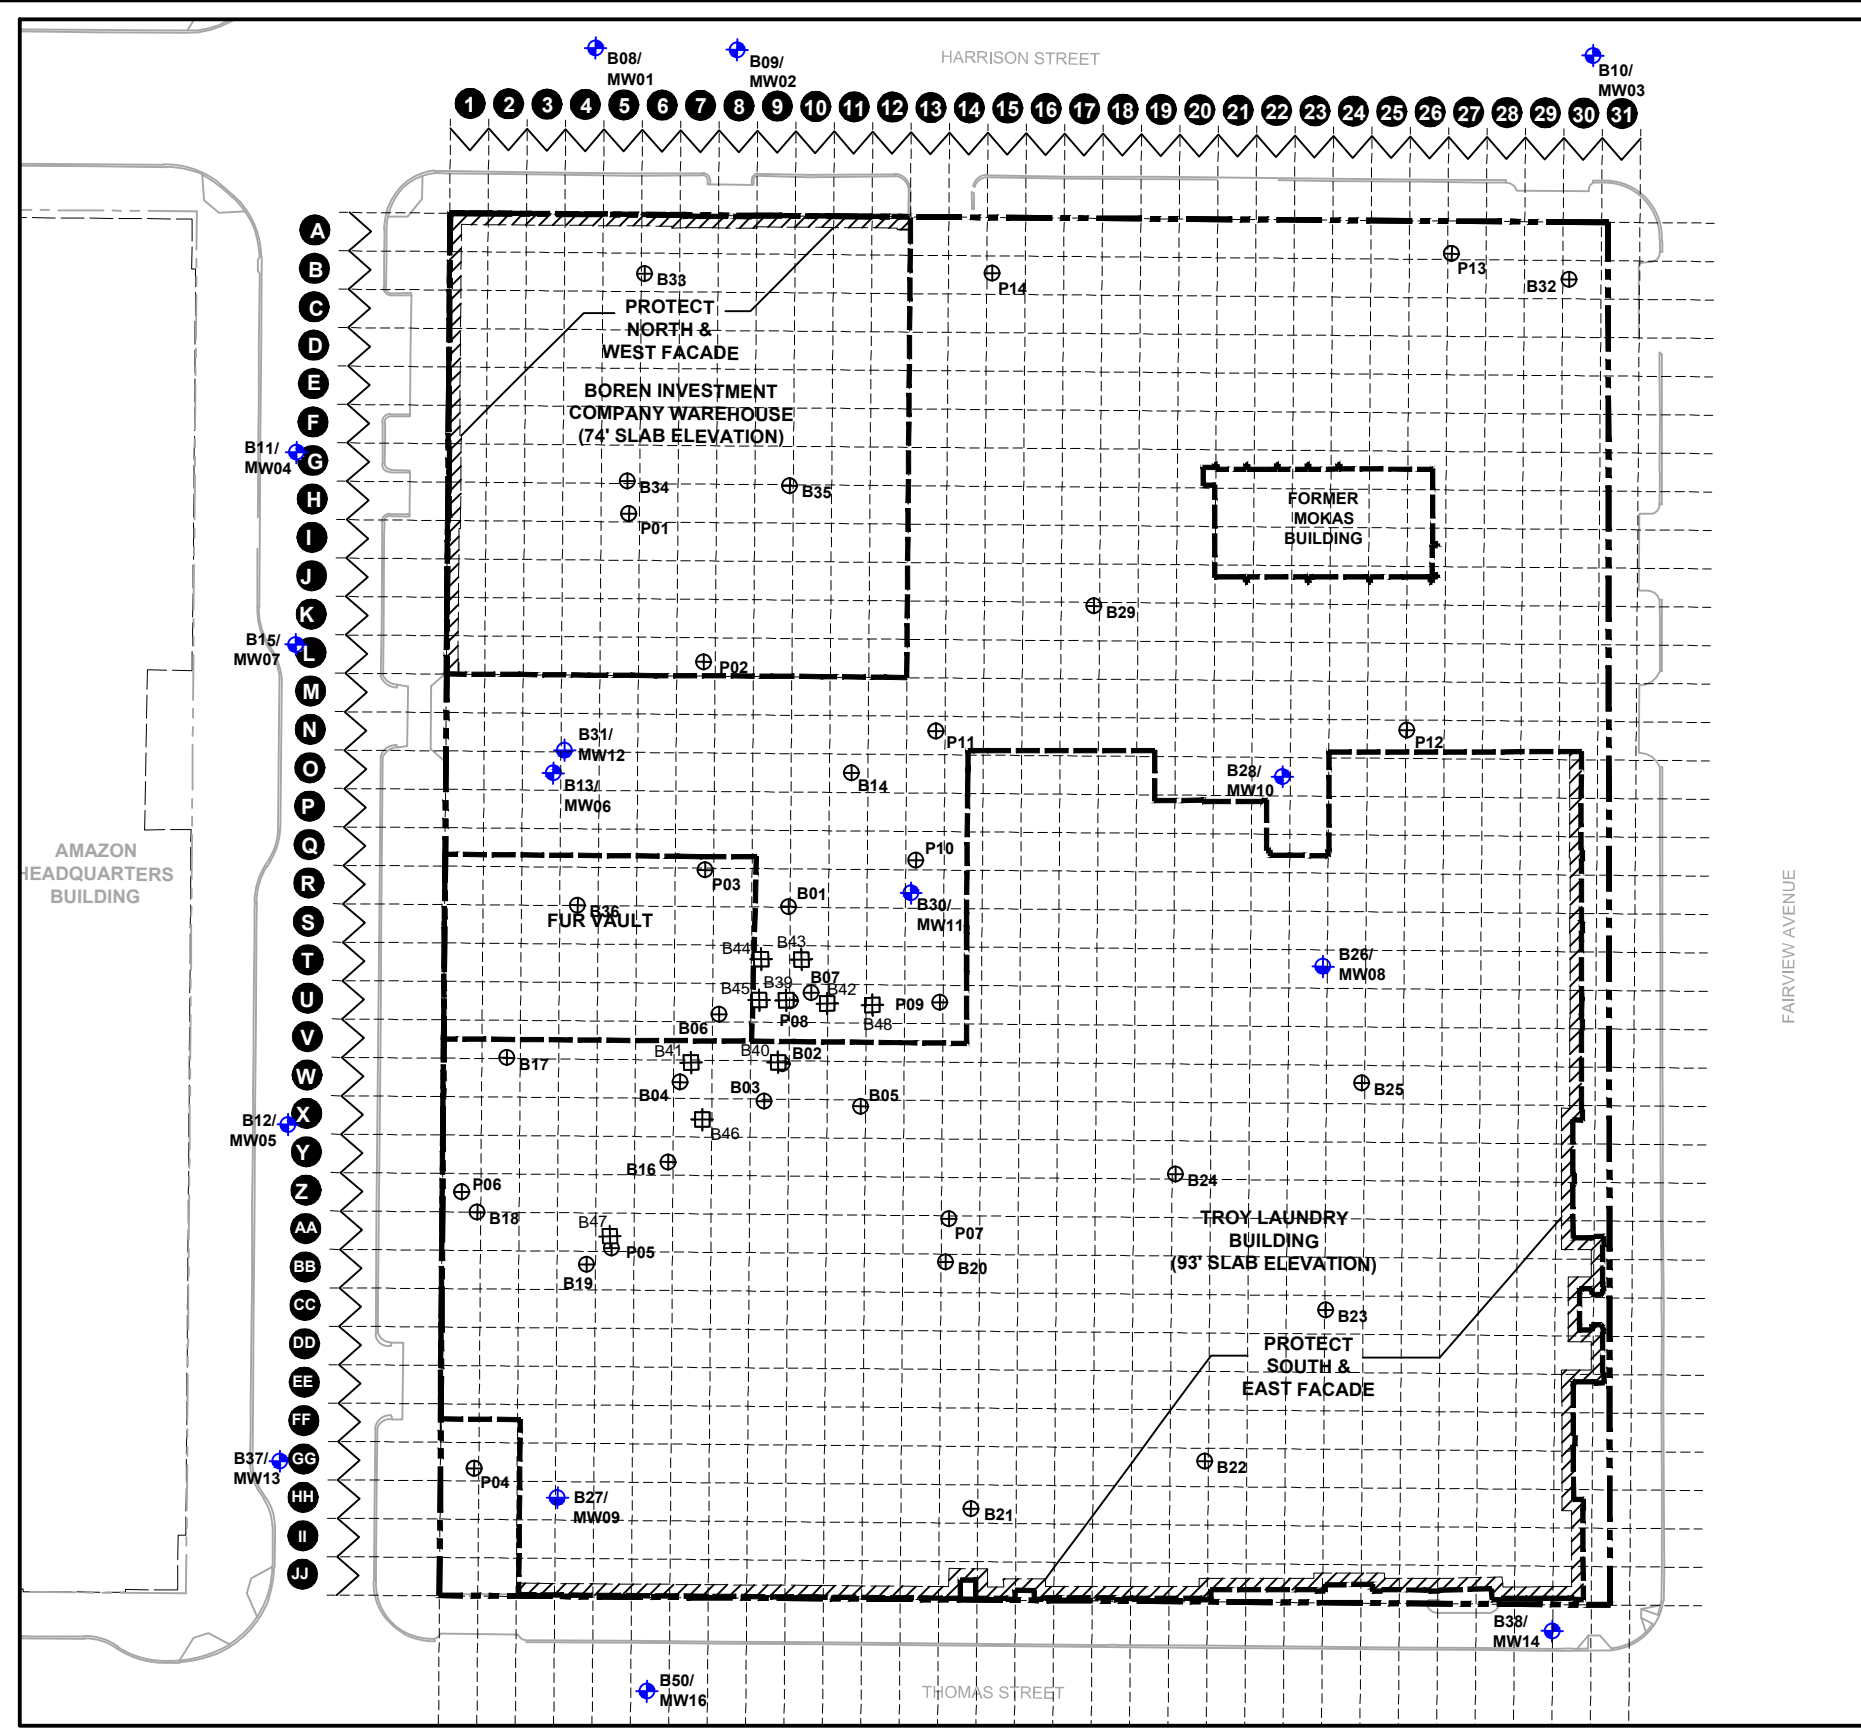 B08/
MW01
B09/
MW02
HARRISON STREET
B10/
MW03
1 2 3 4 5 6 7 8 9 10 11 12 13 14 15 16 17 18 19 20 21 22 23 24 25 26 27 28 29 30 31
A
B
C
D
E
F
G
H
I
J
K
L
M
N
O
P
Q
R
S
T
U
V
W
X
Y
Z
AA
BB
CC
DD
EE
FF
GG
HH
II
JJ
B33
P14
P13
B32
PROTECT
NORTH &
WEST FACADE
BOREN INVESTMENT
COMPANY WAREHOUSE
(74' SLAB ELEVATION)
B11/
MW04
B34
B35
P01
FORMER
MOKAS
BUILDING
B29
B15/
MW07
P02
B31/
MW12
B13/
MW06
P11
B14
P12
B28/
MW10
AMAZON
HEADQUARTERS
BUILDING
P10
P03
B01
B30/
MW11
B36
FUR VAULT
B44
B43
B26/
MW08
B45
B39
B07
B42
P09
P08
B48
B06
FAIRVIEW AVENUE
B17
B41
B40
B02
B04
B03
B05
B25
B12/
MW05
B46
B16
B24
P06
B18
B47
P05
B19
P07
B20
TROY LAUNDRY
BUILDING
(93' SLAB ELEVATION)
B23
PROTECT
SOUTH &
EAST FACADE
B37/
MW13
P04
B22
B27/
MW09
B21
B38/
MW14
B50/
MW16
THOMAS STREET